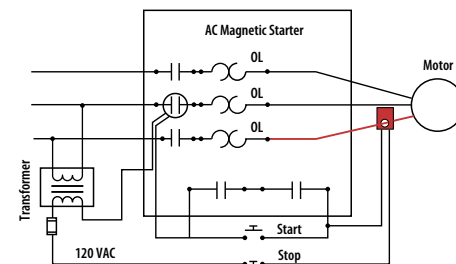 AC Magnetic Starter
OL
Motor
OL
OL
Transformer
Start
120 VAC
Stop